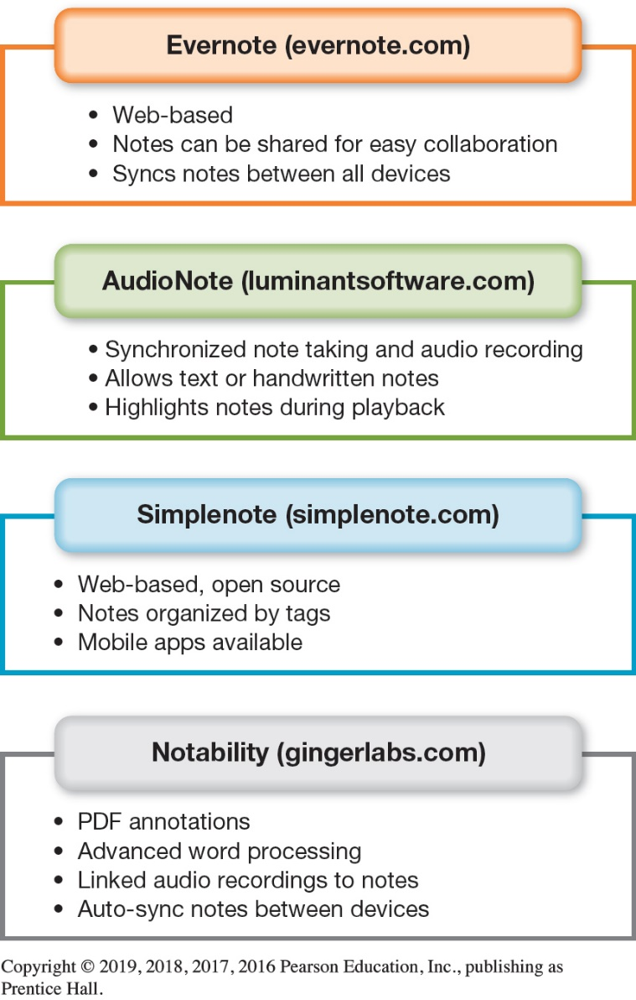 Evernote (evernote.com)
• Web-based
• Notes can be shared for easy collaboration
• Syncs notes between all devices
AudioNote (luminantsoftware.com)
• Synchronized note taking and audio recording
• Allows text or handwritten notes
• Highlights notes during playback
Simplenote (simplenote.com)
• Web-based, open source
• Notes organized by tags
• Mobile apps available
Notability (gingerlabs.com)
• PDF annotations
• Advanced word processing
• Linked audio recordings to notes
• Auto-sync notes between devices
Copyright © 2019, 2018, 2017, 2016 Pearson Education, Inc., publishing as
Prentice Hall.